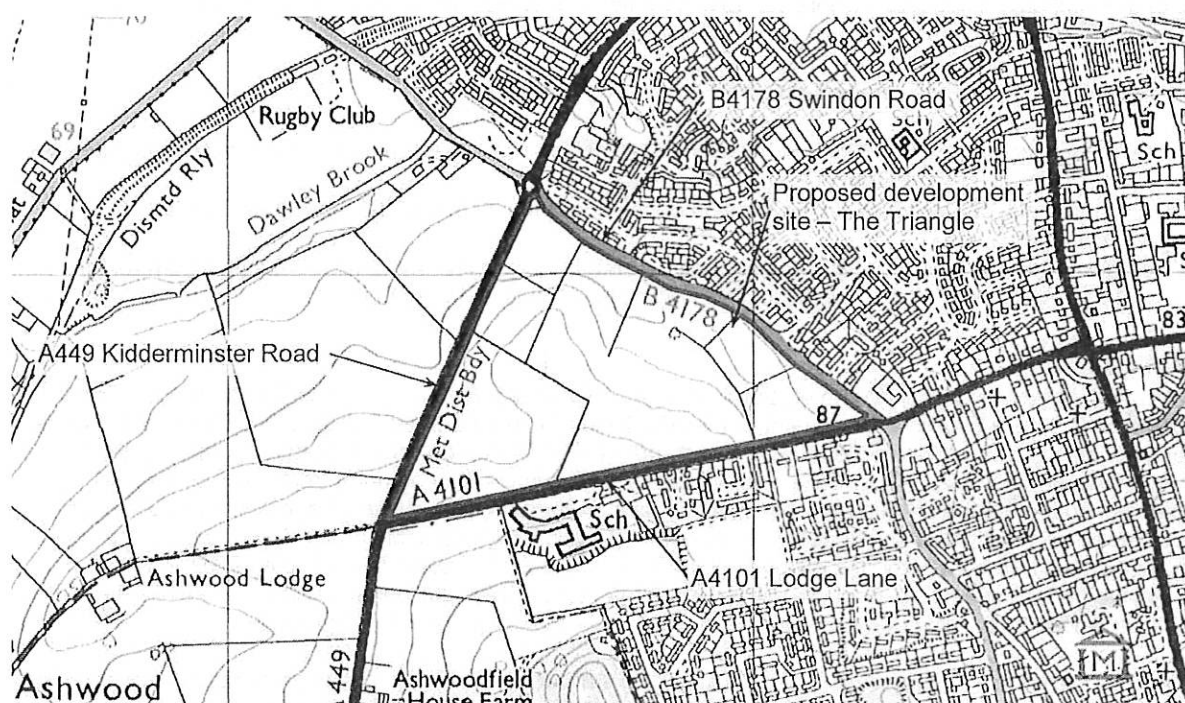 70
Rugby Club
B4178 Swindon Road
Sch
69
Sch
Dismtd Rly
Dawley Brook
Proposed development
site – The Triangle
B 4178
83
A449 Kidderminster Road
Met Dist Bdy
87
A 4101
Sch
Ashwood Lodge
A4101 Lodge Lane
449
Ashwood
Ashwoodfield
House Farm
M